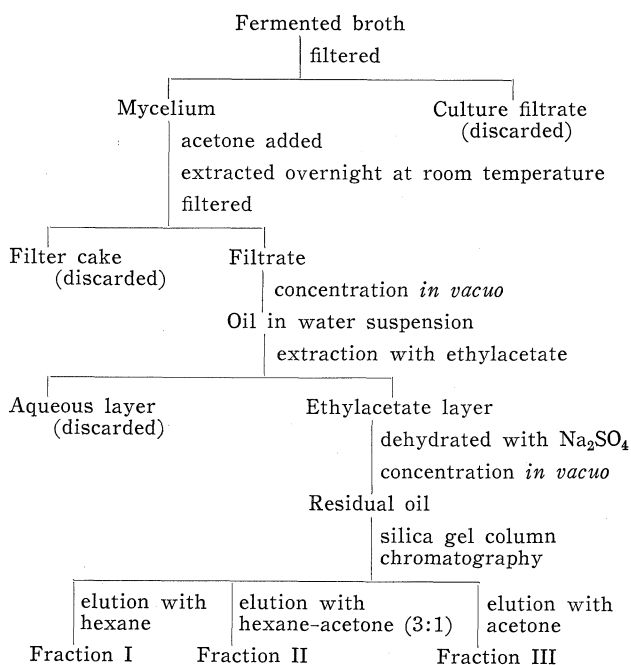 Fermented broth
filtered
Mycelium
Culture filtrate
(discarded)
acetone added
extracted overnight at room temperature
filtered
Filter cake
(discarded)
Filtrate
concentration in vacuo
Oil in water suspension
extraction with ethylacetate
Aqueous layer
(discarded)
Ethylacetate layer
dehydrated with Na₂SO₄
concentration in vacuo
Residual oil
silica gel column
chromatography
elution with
hexane
elution with
hexane-acetone (3:1)
elution with
acetone
Fraction I
Fraction II
Fraction III